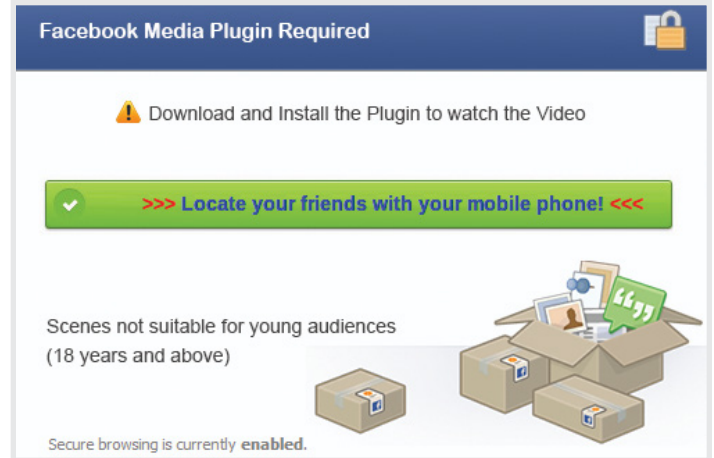 Facebook Media Plugin Required
Download and Install the Plugin to watch the Video
>>> Locate your friends with your mobile phone! <<<
Scenes not suitable for young audiences
(18 years and above)
Secure browsing is currently enabled.